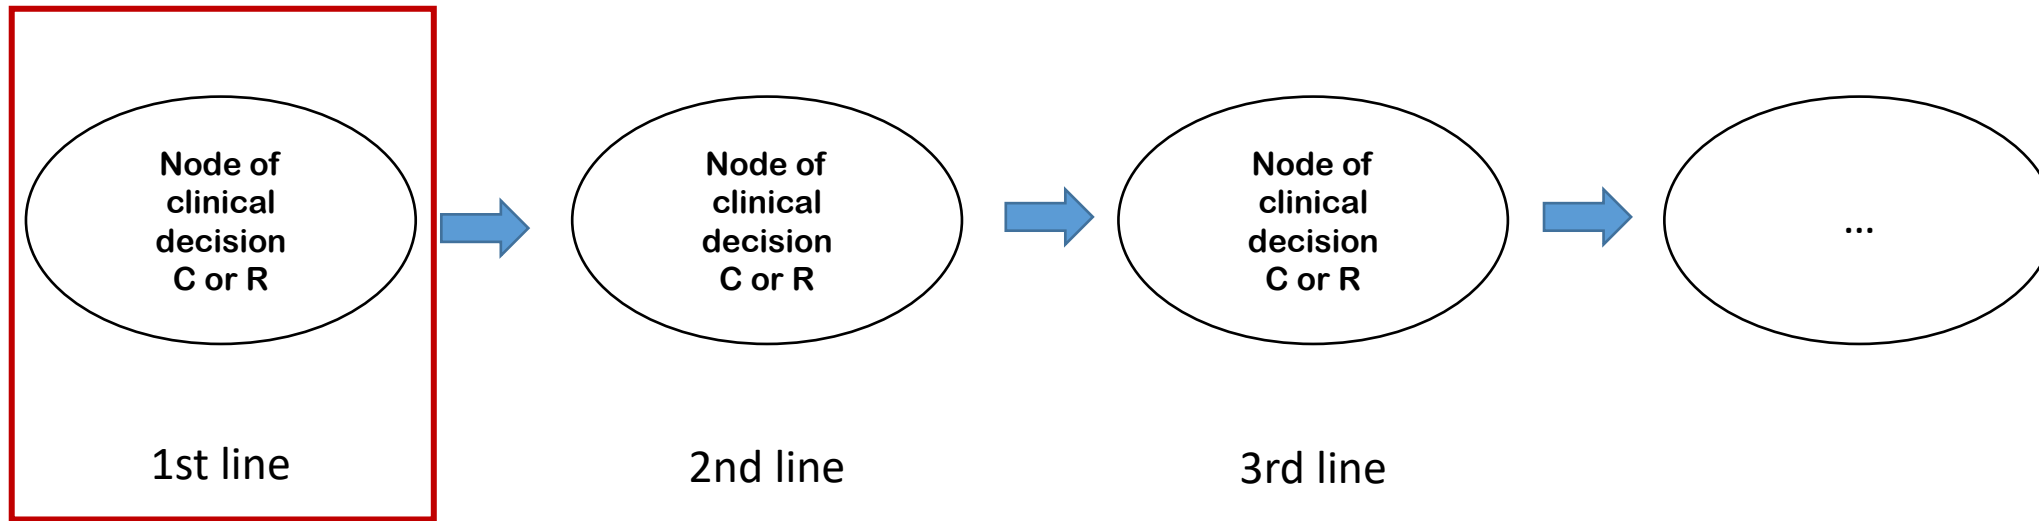 Node of
clinical
decision
C or R
Node of
clinical
decision
C or R
Node of
clinical
decision
C or R
...
1st line
2nd line
3rd line